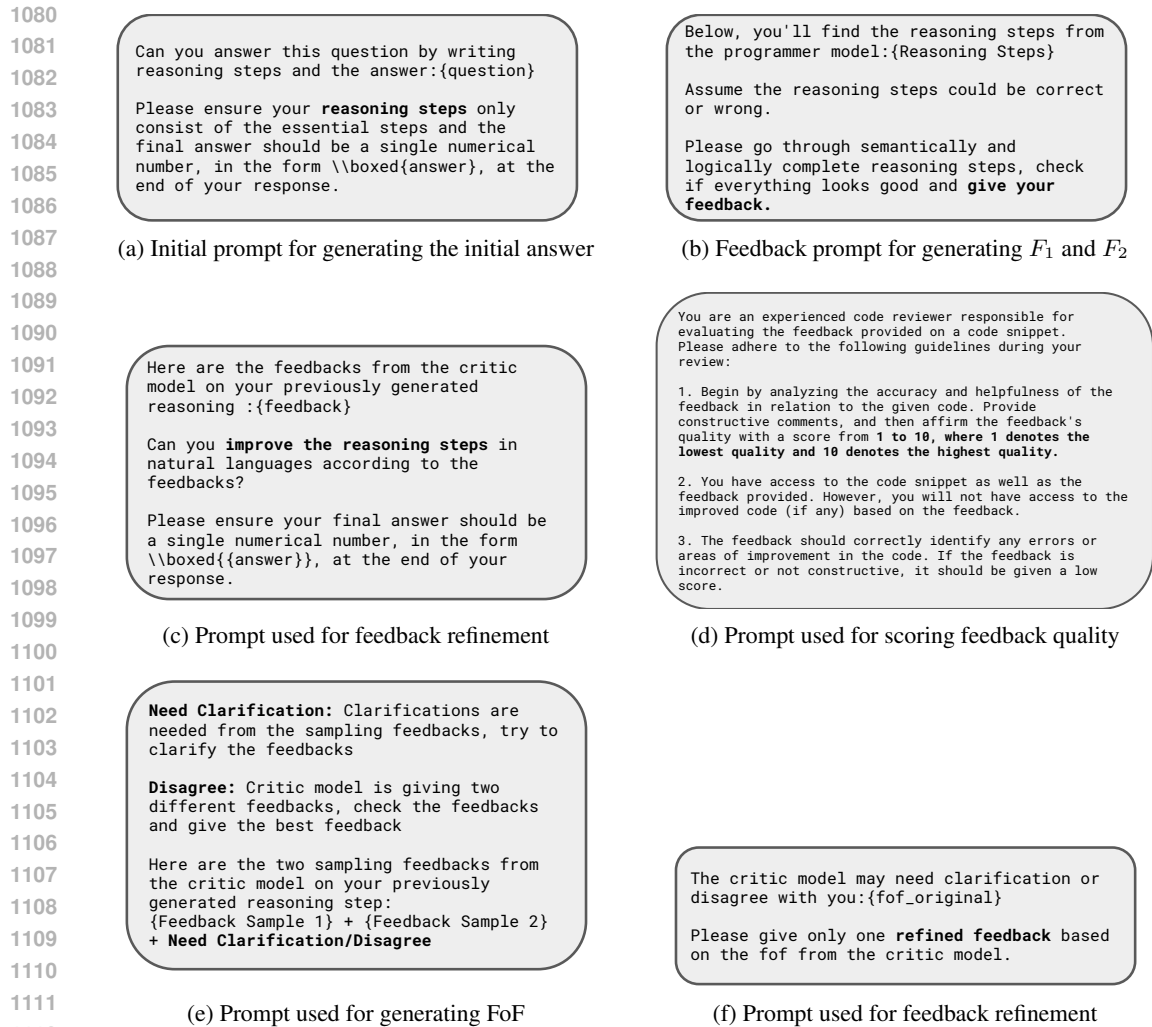 1080
1081
1082
1083
1084
1085
1086
1087
1088
1089
1090
1091
1092
1093
1094
1095
1096
1097
1098
1099
1100
1101
1102
1103
1104
1105
1106
1107
1108
1109
1110
1111
Can you answer this question by writing
reasoning steps and the answer:{question}
Please ensure your reasoning steps only
consist of the essential steps and the
final answer should be a single numerical
number, in the form \\boxed{answer}, at the
end of your response.
(a) Initial prompt for generating the initial answer
Below, you'll find the reasoning steps from
the programmer model:{Reasoning Steps}
Assume the reasoning steps could be correct
or wrong.
Please go through semantically and
logically complete reasoning steps, check
if everything looks good and give your
feedback.
(b) Feedback prompt for generating F₁ and F₂
Here are the feedbacks from the critic
model on your previously generated
reasoning :{feedback}
Can you improve the reasoning steps in
natural languages according to the
feedbacks?
Please ensure your final answer should be
a single numerical number, in the form
\\boxed{{answer}}, at the end of your
response.
(c) Prompt used for feedback refinement
You are an experienced code reviewer responsible for
evaluating the feedback provided on a code snippet.
Please adhere to the following guidelines during your
review:
1. Begin by analyzing the accuracy and helpfulness of the
feedback in relation to the given code. Provide
constructive comments, and then affirm the feedback's
quality with a score from 1 to 10, where 1 denotes the
lowest quality and 10 denotes the highest quality.
2. You have access to the code snippet as well as the
feedback provided. However, you will not have access to the
improved code (if any) based on the feedback.
3. The feedback should correctly identify any errors or
areas of improvement in the code. If the feedback is
incorrect or not constructive, it should be given a low
score.
(d) Prompt used for scoring feedback quality
Need Clarification: Clarifications are
needed from the sampling feedbacks, try to
clarify the feedbacks
Disagree: Critic model is giving two
different feedbacks, check the feedbacks
and give the best feedback
Here are the two sampling feedbacks from
the critic model on your previously
generated reasoning step:
{Feedback Sample 1} + {Feedback Sample 2}
+ Need Clarification/Disagree
(e) Prompt used for generating FoF
The critic model may need clarification or
disagree with you:{fof_original}
Please give only one refined feedback based
on the fof from the critic model.
(f) Prompt used for feedback refinement